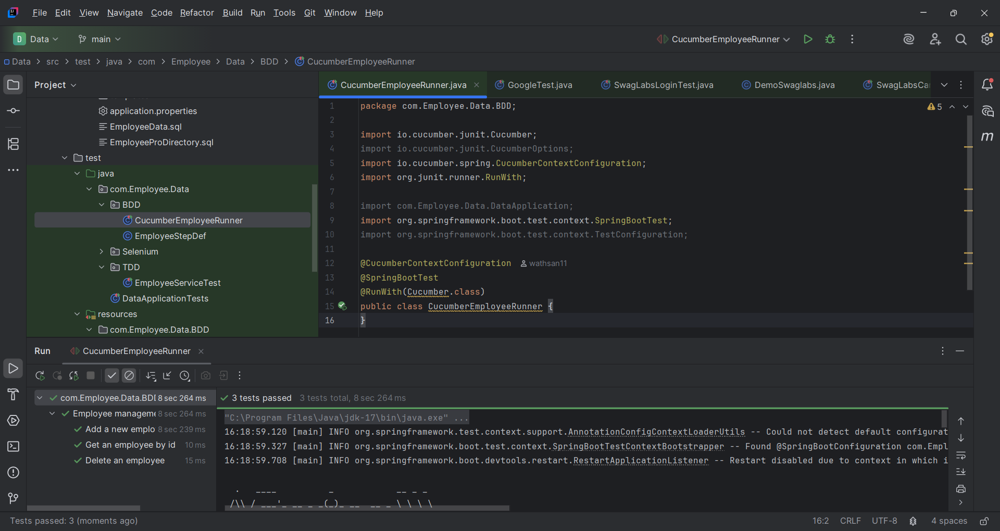 File Edit View Navigate Code Refactor Build Run Tools Git Window Help
D Data main CucumberEmployeeRunner
Data > src > test > java > com > Employee > Data > BDD > CucumberEmployeeRunner
Project
CucumberEmployeeRunner.java GoogleTest.java SwagLabsLoginTest.java DemoSwaglabs.java SwagLabsCa
application.properties
EmployeeData.sql
EmployeeProDirectory.sql
test
java
com.Employee.Data
BDD
CucumberEmployeeRunner
EmployeeStepDef
Selenium
TDD
EmployeeServiceTest
DataApplicationTests
resources
com.Employee.Data.BDD
5
1 package com.Employee.Data.BDD;
2
3 import io.cucumber.junit.Cucumber;
4 import io.cucumber.junit.CucumberOptions;
5 import io.cucumber.spring.CucumberContextConfiguration;
6 import org.junit.runner.RunWith;
7
8 import com.Employee.Data.DataApplication;
9 import org.springframework.boot.test.context.SpringBootTest;
10 import org.springframework.boot.test.context.TestConfiguration;
11
12 @CucumberContextConfiguration wathsan11
13 @SpringBootTest
14 @RunWith(Cucumber.class)
15 public class CucumberEmployeeRunner {
16 }
m
Run CucumberEmployeeRunner
com.Employee.Data.BD 8 sec 264 ms
Employee manageme 8 sec 264 ms
Add a new emplo 8 sec 239 ms
Get an employee by id 10 ms
Delete an employee 15 ms
3 tests passed 3 tests total, 8 sec 264 ms
"C:\Program Files\Java\jdk-17\bin\java.exe" ...
16:18:59.120 [main] INFO org.springframework.test.context.support.AnnotationConfigContextLoaderUtils -- Could not detect default configurat
16:18:59.327 [main] INFO org.springframework.boot.test.context.SpringBootTestContextBootstrapper -- Found @SpringBootConfiguration com.Empl
16:18:59.708 [main] INFO org.springframework.boot.devtools.restart.RestartApplicationListener -- Restart disabled due to context in which i
Tests passed: 3 (moments ago)
16:2 CRLF UTF-8 4 spaces